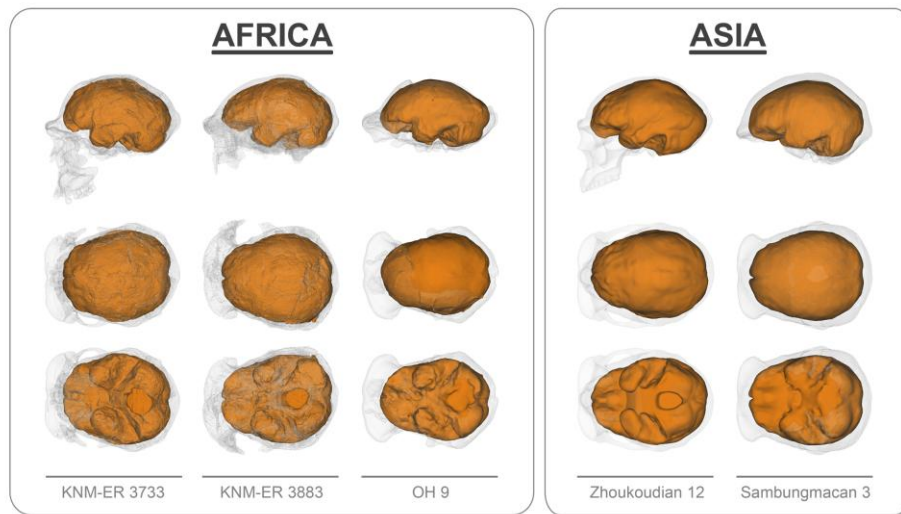 AFRICA
ASIA
KNM-ER 3733
KNM-ER 3883
OH 9
Zhoukoudian 12
Sambungmacan 3